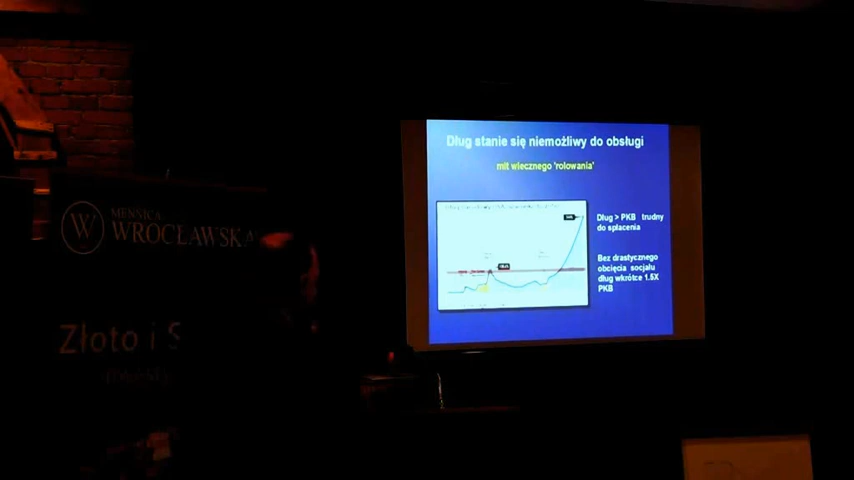 W
MENNICA
WROCŁAWSKA
Złoto i S
Dług stanie się niemożliwy do obsługi
mit wiecznego 'rolowania'
Dług > PKB trudny
do spłacenia
Bez drastycznego
obcięcia socjału
dług wkrótce 1.5X
PKB